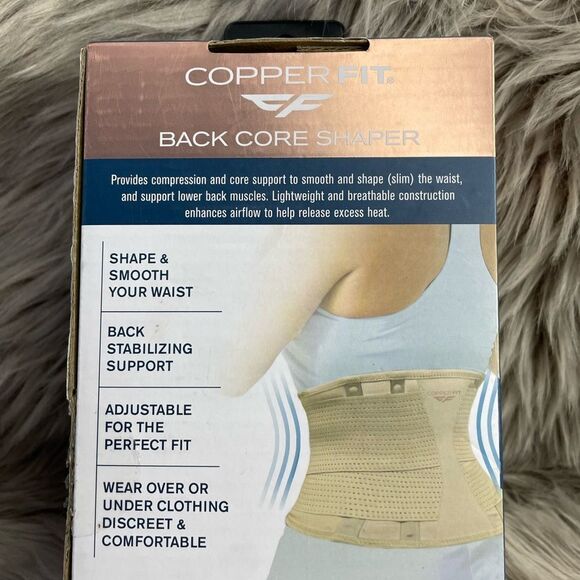 COPPER FIT®
BACK CORE SHAPER
Provides compression and core support to smooth and shape (slim) the waist,
and support lower back muscles. Lightweight and breathable construction
enhances airflow to help release excess heat.
SHAPE &
SMOOTH
YOUR WAIST
BACK
STABILIZING
SUPPORT
ADJUSTABLE
FOR THE
PERFECT FIT
WEAR OVER OR
UNDER CLOTHING
DISCREET &
COMFORTABLE
COPPER FIT